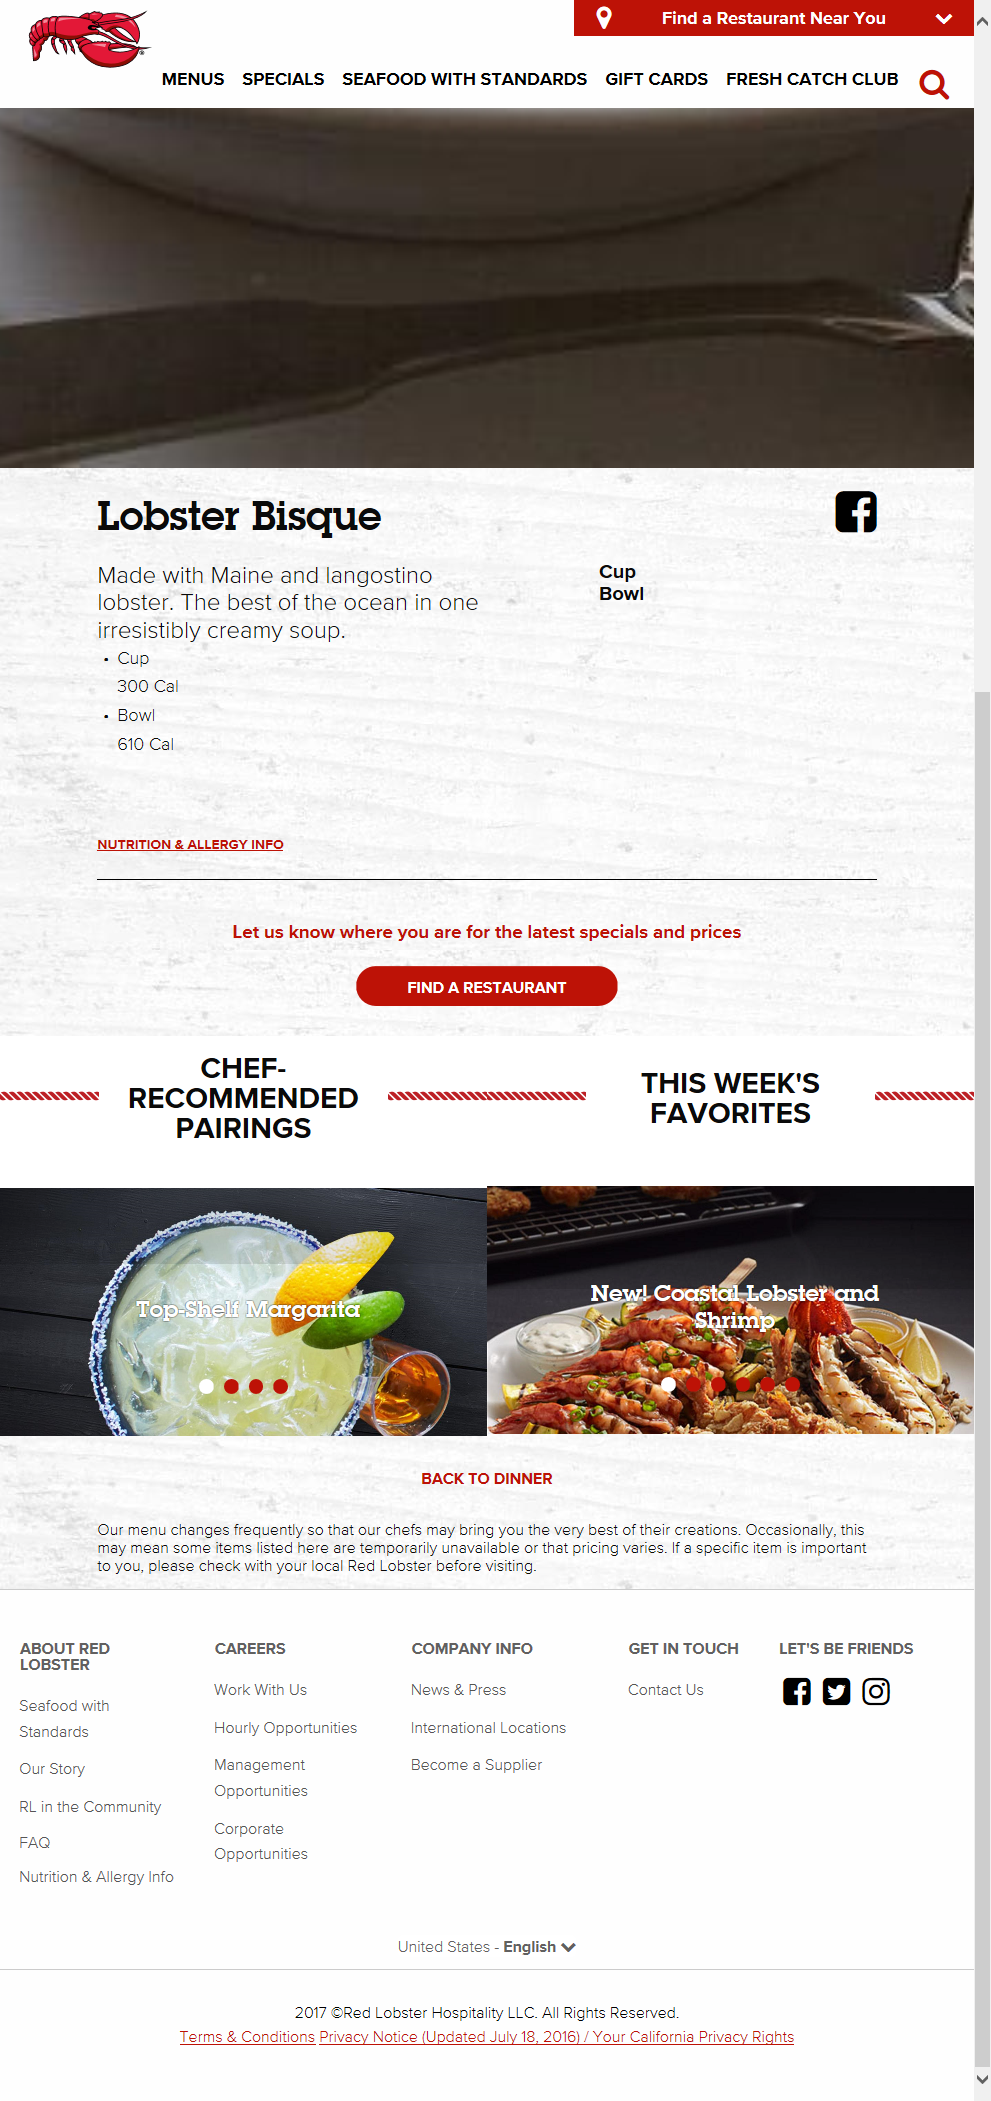 Find a Restaurant Near You
MENUS SPECIALS SEAFOOD WITH STANDARDS GIFT CARDS FRESH CATCH CLUB
Lobster Bisque
Made with Maine and langostino
lobster. The best of the ocean in one
irresistibly creamy soup.
• Cup
300 Cal
• Bowl
610 Cal
Cup
Bowl
NUTRITION & ALLERGY INFO
Let us know where you are for the latest specials and prices
FIND A RESTAURANT
CHEF-
RECOMMENDED
PAIRINGS
THIS WEEK'S
FAVORITES
Top-Shelf Margarita
New! Coastal Lobster and
Shrimp
BACK TO DINNER
Our menu changes frequently so that our chefs may bring you the very best of their creations. Occasionally, this
may mean some items listed here are temporarily unavailable or that pricing varies. If a specific item is important
to you, please check with your local Red Lobster before visiting.
ABOUT RED
LOBSTER
Seafood with
Standards
Our Story
RL in the Community
FAQ
Nutrition & Allergy Info
CAREERS
Work With Us
Hourly Opportunities
Management
Opportunities
Corporate
Opportunities
COMPANY INFO
News & Press
International Locations
Become a Supplier
GET IN TOUCH
Contact Us
LET'S BE FRIENDS
United States - English
2017 ©Red Lobster Hospitality LLC. All Rights Reserved.
Terms & Conditions Privacy Notice (Updated July 18, 2016) / Your California Privacy Rights